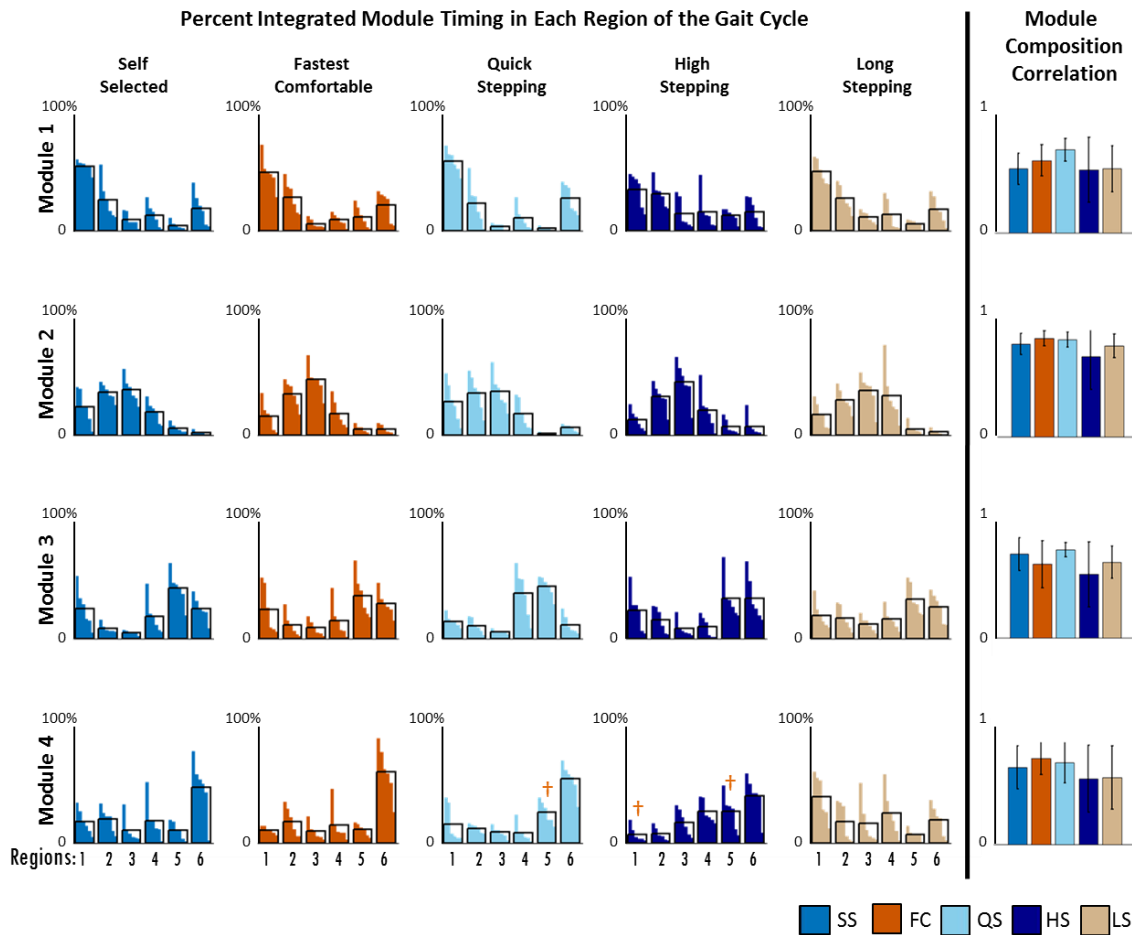 Percent Integrated Module Timing in Each Region of the Gait Cycle
Module
Composition
Correlation
Self
Selected
Fastest
Comfortable
Quick
Stepping
High
Stepping
Long
Stepping
Module 1
100%
0
100%
0
100%
0
100%
0
100%
0
1
0
Module 2
100%
0
100%
0
100%
0
100%
0
100%
0
1
0
Module 3
100%
0
100%
0
100%
0
100%
0
100%
0
1
0
Module 4
100%
0
100%
0
100%
0
†
100%
0
† †
100%
0
1
0
Regions: 1 2 3 4 5 6 1 2 3 4 5 6 1 2 3 4 5 6 1 2 3 4 5 6 1 2 3 4 5 6
SS FC QS HS LS